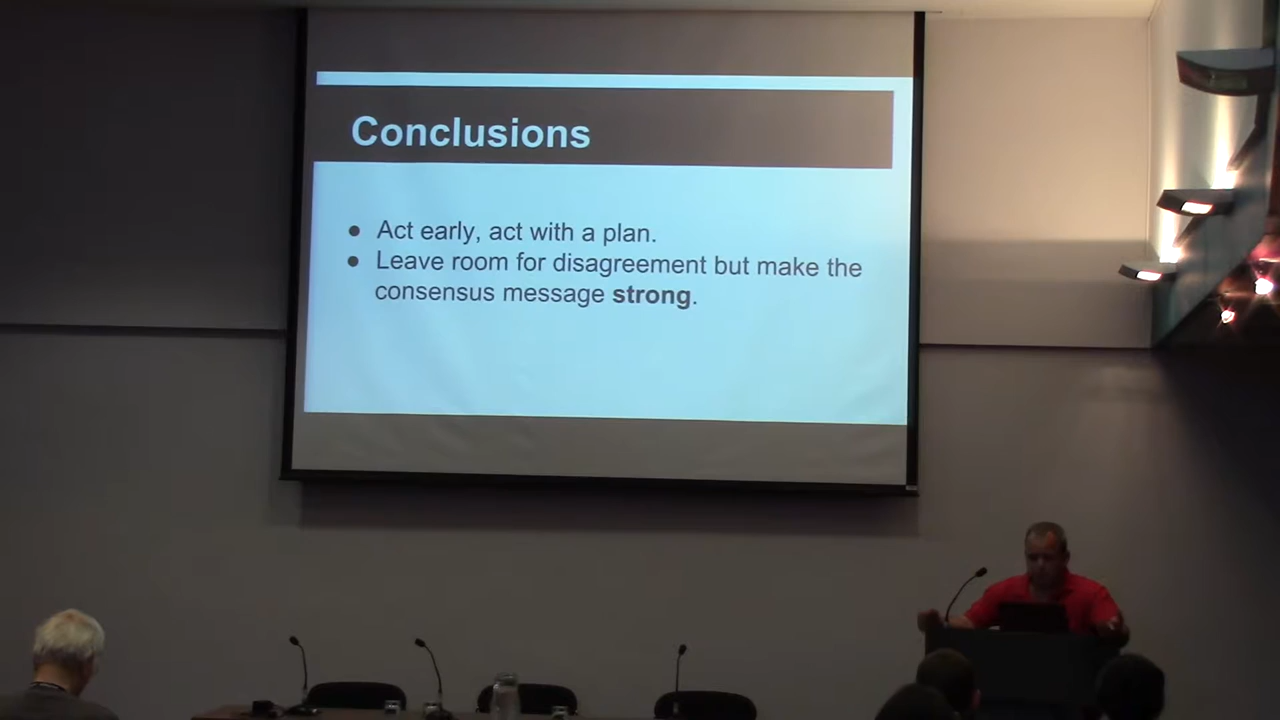 Conclusions
● Act early, act with a plan.
● Leave room for disagreement but make the
consensus message strong.